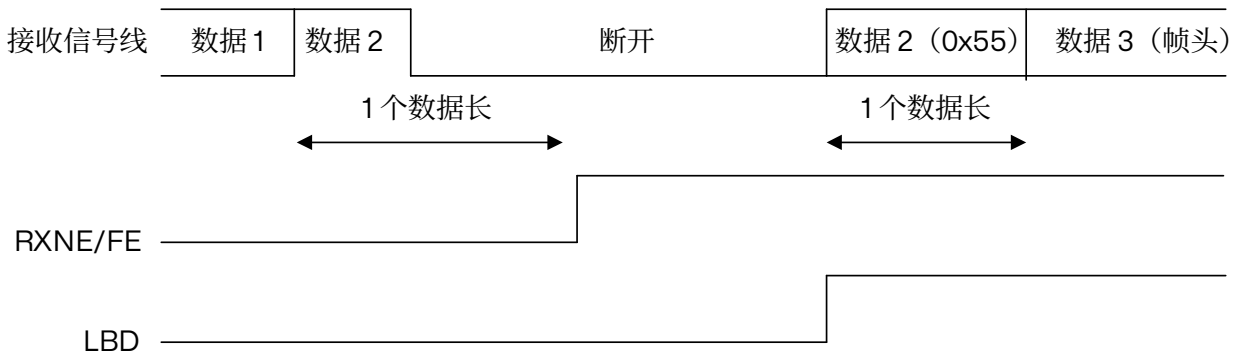 接收信号线 数据 1 数据 2 断开 数据 2（0x55） 数据 3（帧头）
1 个数据长 1 个数据长
RXNE/FE
LBD